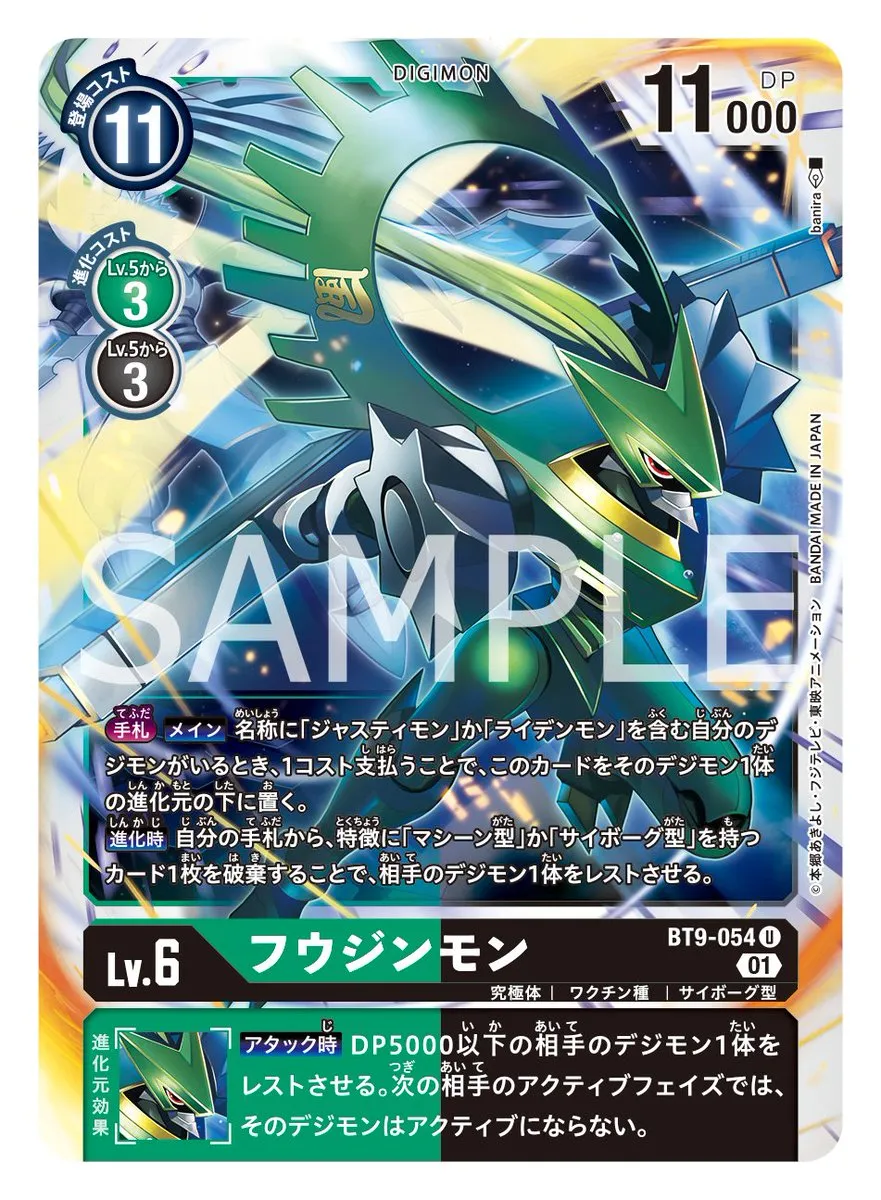 DIGIMON
登場コスト
11
11000
DP
進化コスト
Lv.5から
3
Lv.5から
3
風
banira
SAMPLE
手札 メイン 名称に「ジャスティモン」か「ライデンモン」を含む自分のデ
ジモンがいるとき、1コスト支払うことで、このカードをそのデジモン1体
の進化元の下に置く。
進化時 自分の手札から、特徴に「マシーン型」か「サイボーグ型」を持つ
カード1枚を破棄することで、相手のデジモン1体をレストさせる。
©本郷あきよし・フジテレビ・東映アニメーション BANDAI MADE IN JAPAN
Lv.6
フウジンモン
BT9-054 U
01
究極体 | ワクチン種 | サイボーグ型
進化元効果
アタック時 DP5000以下の相手のデジモン1体を
レストさせる。次の相手のアクティブフェイズでは、
そのデジモンはアクティブにならない。